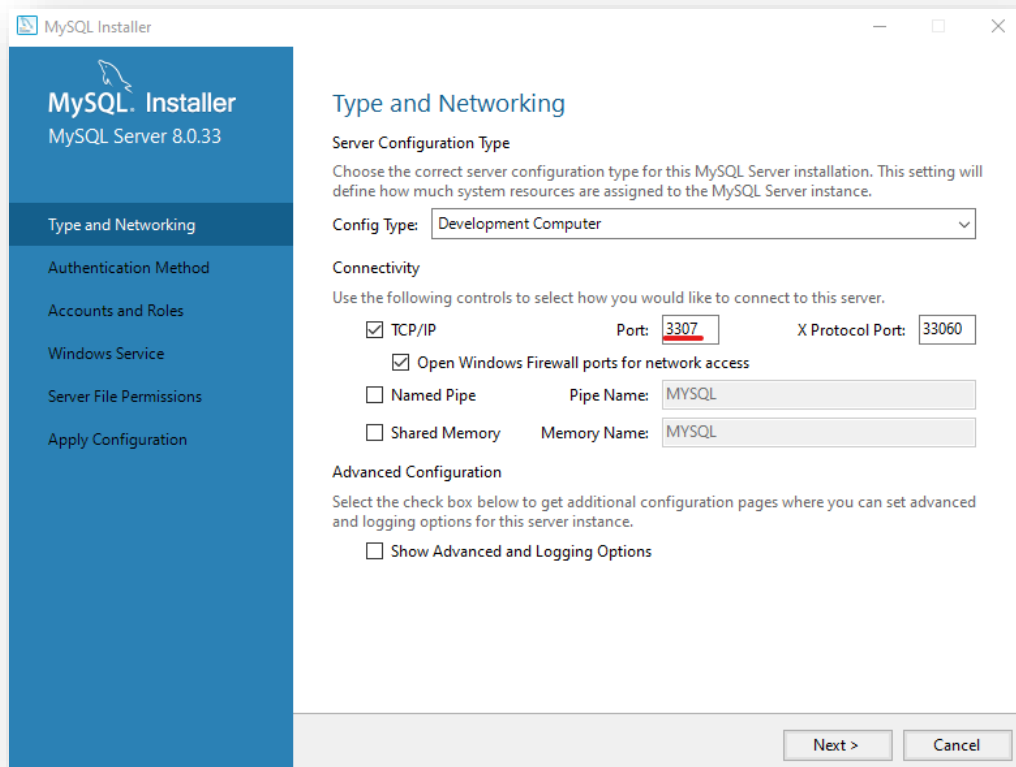 MySQL Installer
MySQL. Installer
MySQL Server 8.0.33
Type and Networking
Authentication Method
Accounts and Roles
Windows Service
Server File Permissions
Apply Configuration
Type and Networking
Server Configuration Type
Choose the correct server configuration type for this MySQL Server installation. This setting will
define how much system resources are assigned to the MySQL Server instance.
Config Type: Development Computer
Connectivity
Use the following controls to select how you would like to connect to this server.
TCP/IP Port: 3307 X Protocol Port: 33060
Open Windows Firewall ports for network access
Named Pipe Pipe Name: MYSQL
Shared Memory Memory Name: MYSQL
Advanced Configuration
Select the check box below to get additional configuration pages where you can set advanced
and logging options for this server instance.
Show Advanced and Logging Options
Next > Cancel